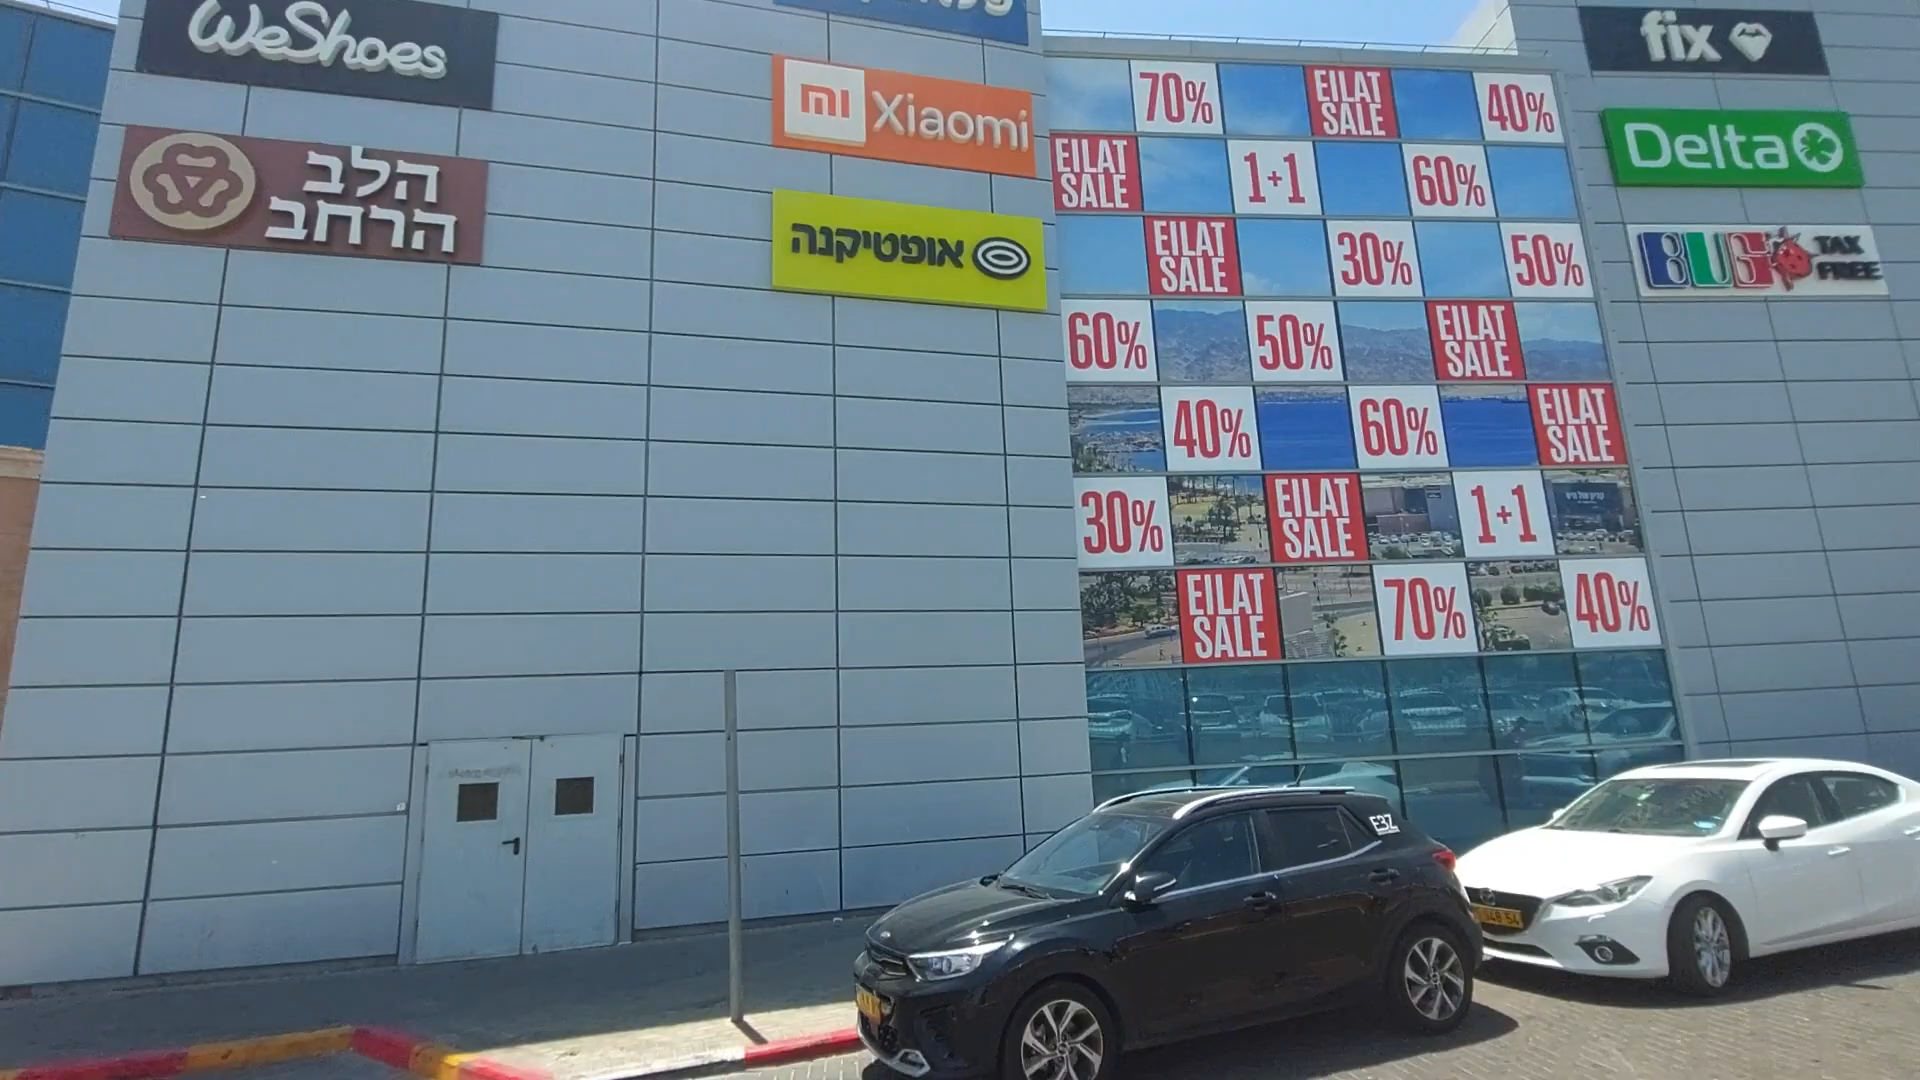 WeShoes
הלב
הרחב
mı Xiaomi
אופטיקנה
70% EILAT SALE 40%
EILAT SALE 1+1 60%
EILAT SALE 30% 50%
60% 50% EILAT SALE
40% 60% EILAT SALE
30% EILAT SALE 1+1
EILAT SALE 70% 40%
fix
Delta
BUG TAX FREE
E3Z